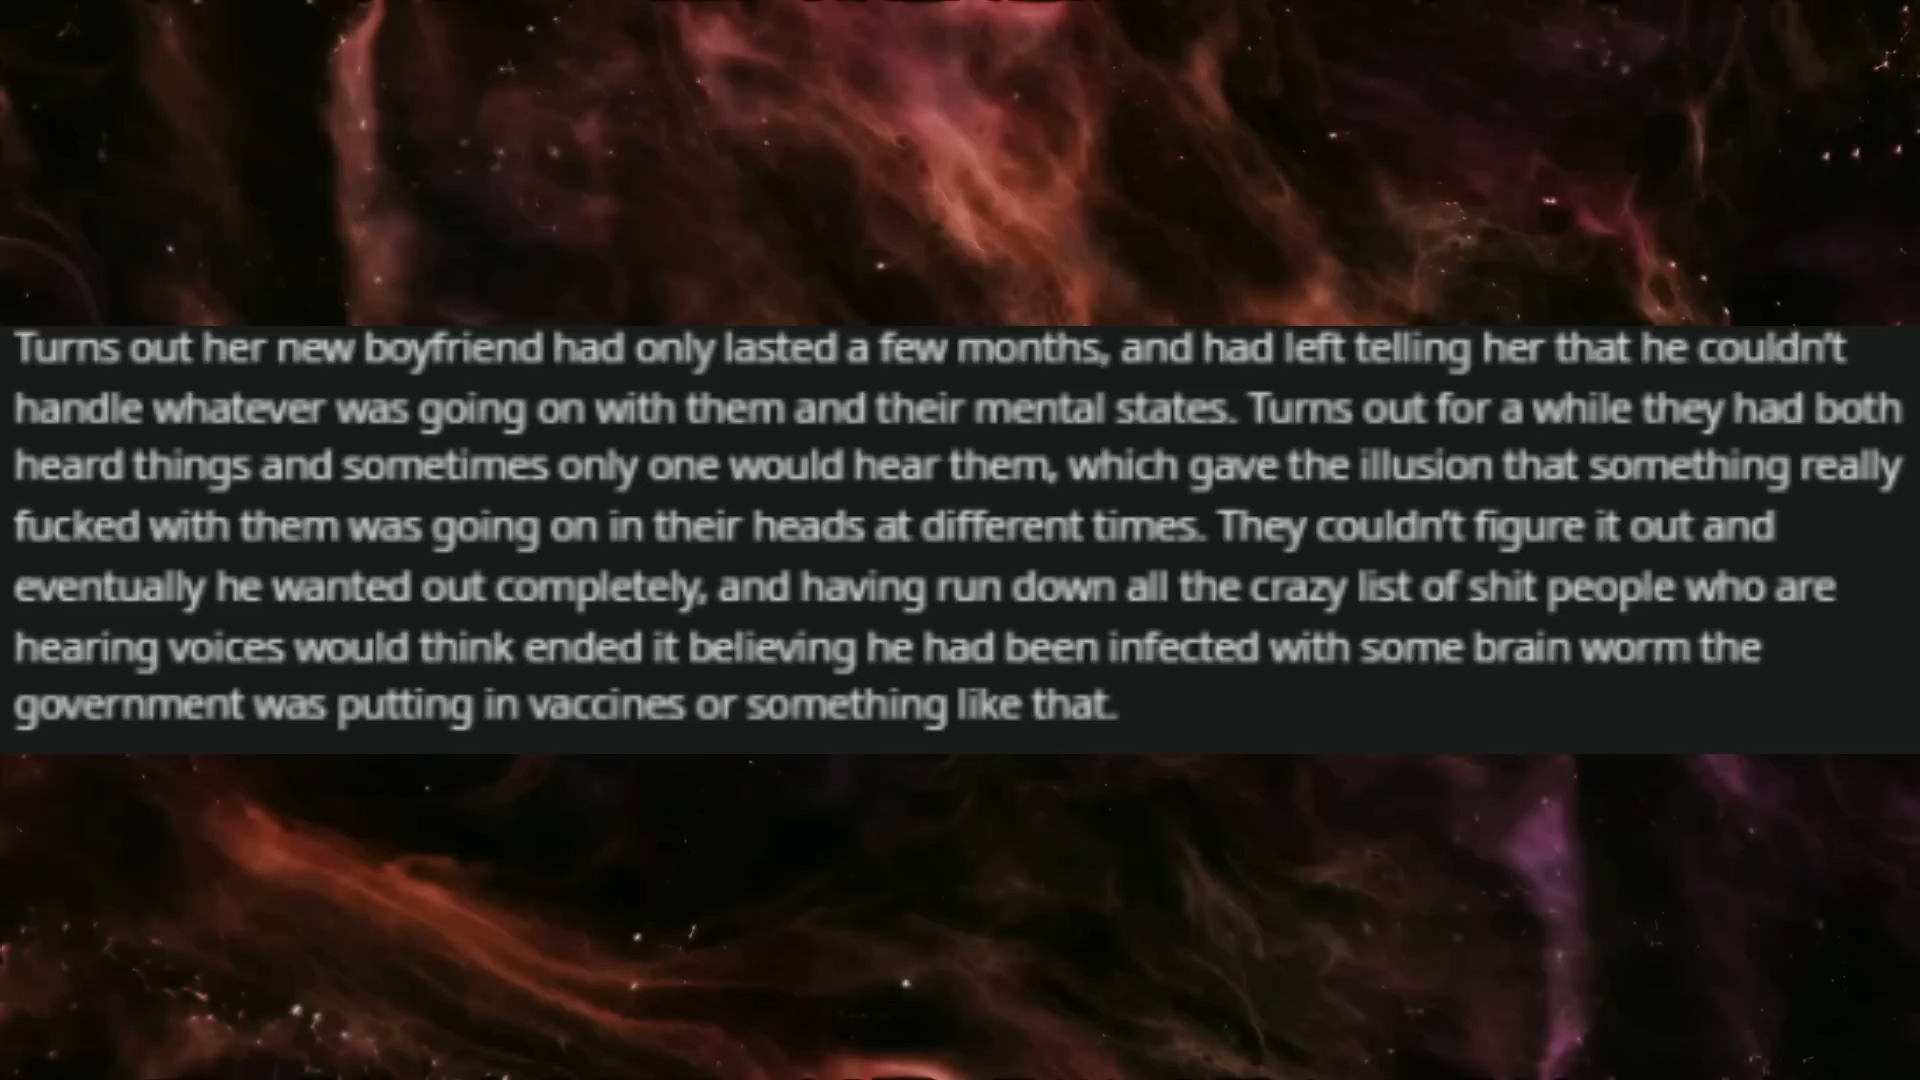 Turns out her new boyfriend had only lasted a few months, and had left telling her that he couldn't
handle whatever was going on with them and their mental states. Turns out for a while they had both
heard things and sometimes only one would hear them, which gave the illusion that something really
fucked with them was going on in their heads at different times. They couldn't figure it out and
eventually he wanted out completely, and having run down all the crazy list of shit people who are
hearing voices would think ended it believing he had been infected with some brain worm the
government was putting in vaccines or something like that.